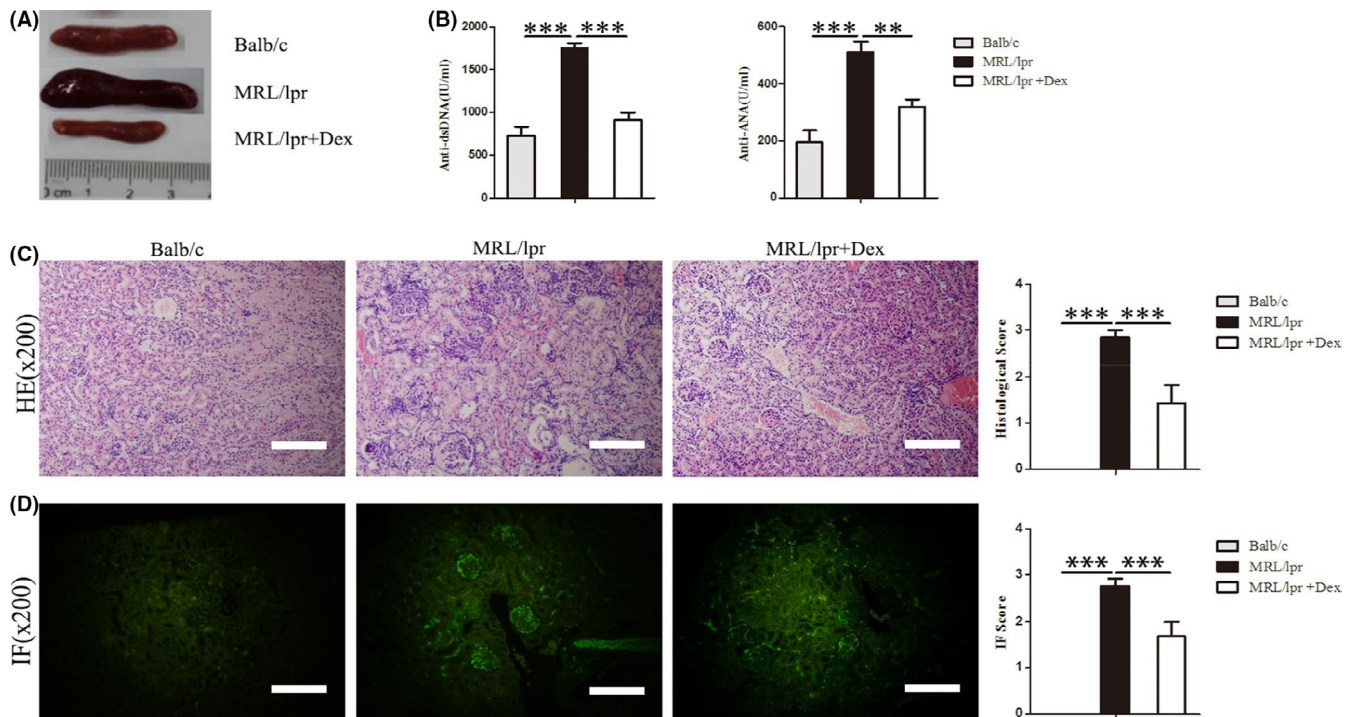 (A)
Balb/c
MRL/lpr
MRL/lpr+Dex
0 cm 1 2 3
(B)
Anti-dsDNA(IU/ml)
2000
1500
1000
500
0
*** ***
Anti-ANA(U/ml)
600
400
200
0
*** **
Balb/c
MRL/lpr
MRL/lpr +Dex
(C)
Balb/c
MRL/lpr
MRL/lpr+Dex
HE(x200)
Histological Score
4
3
2
1
0
*** ***
Balb/c
MRL/lpr
MRL/lpr +Dex
(D)
IF(x200)
IF Score
4
3
2
1
0
*** ***
Balb/c
MRL/lpr
MRL/lpr +Dex